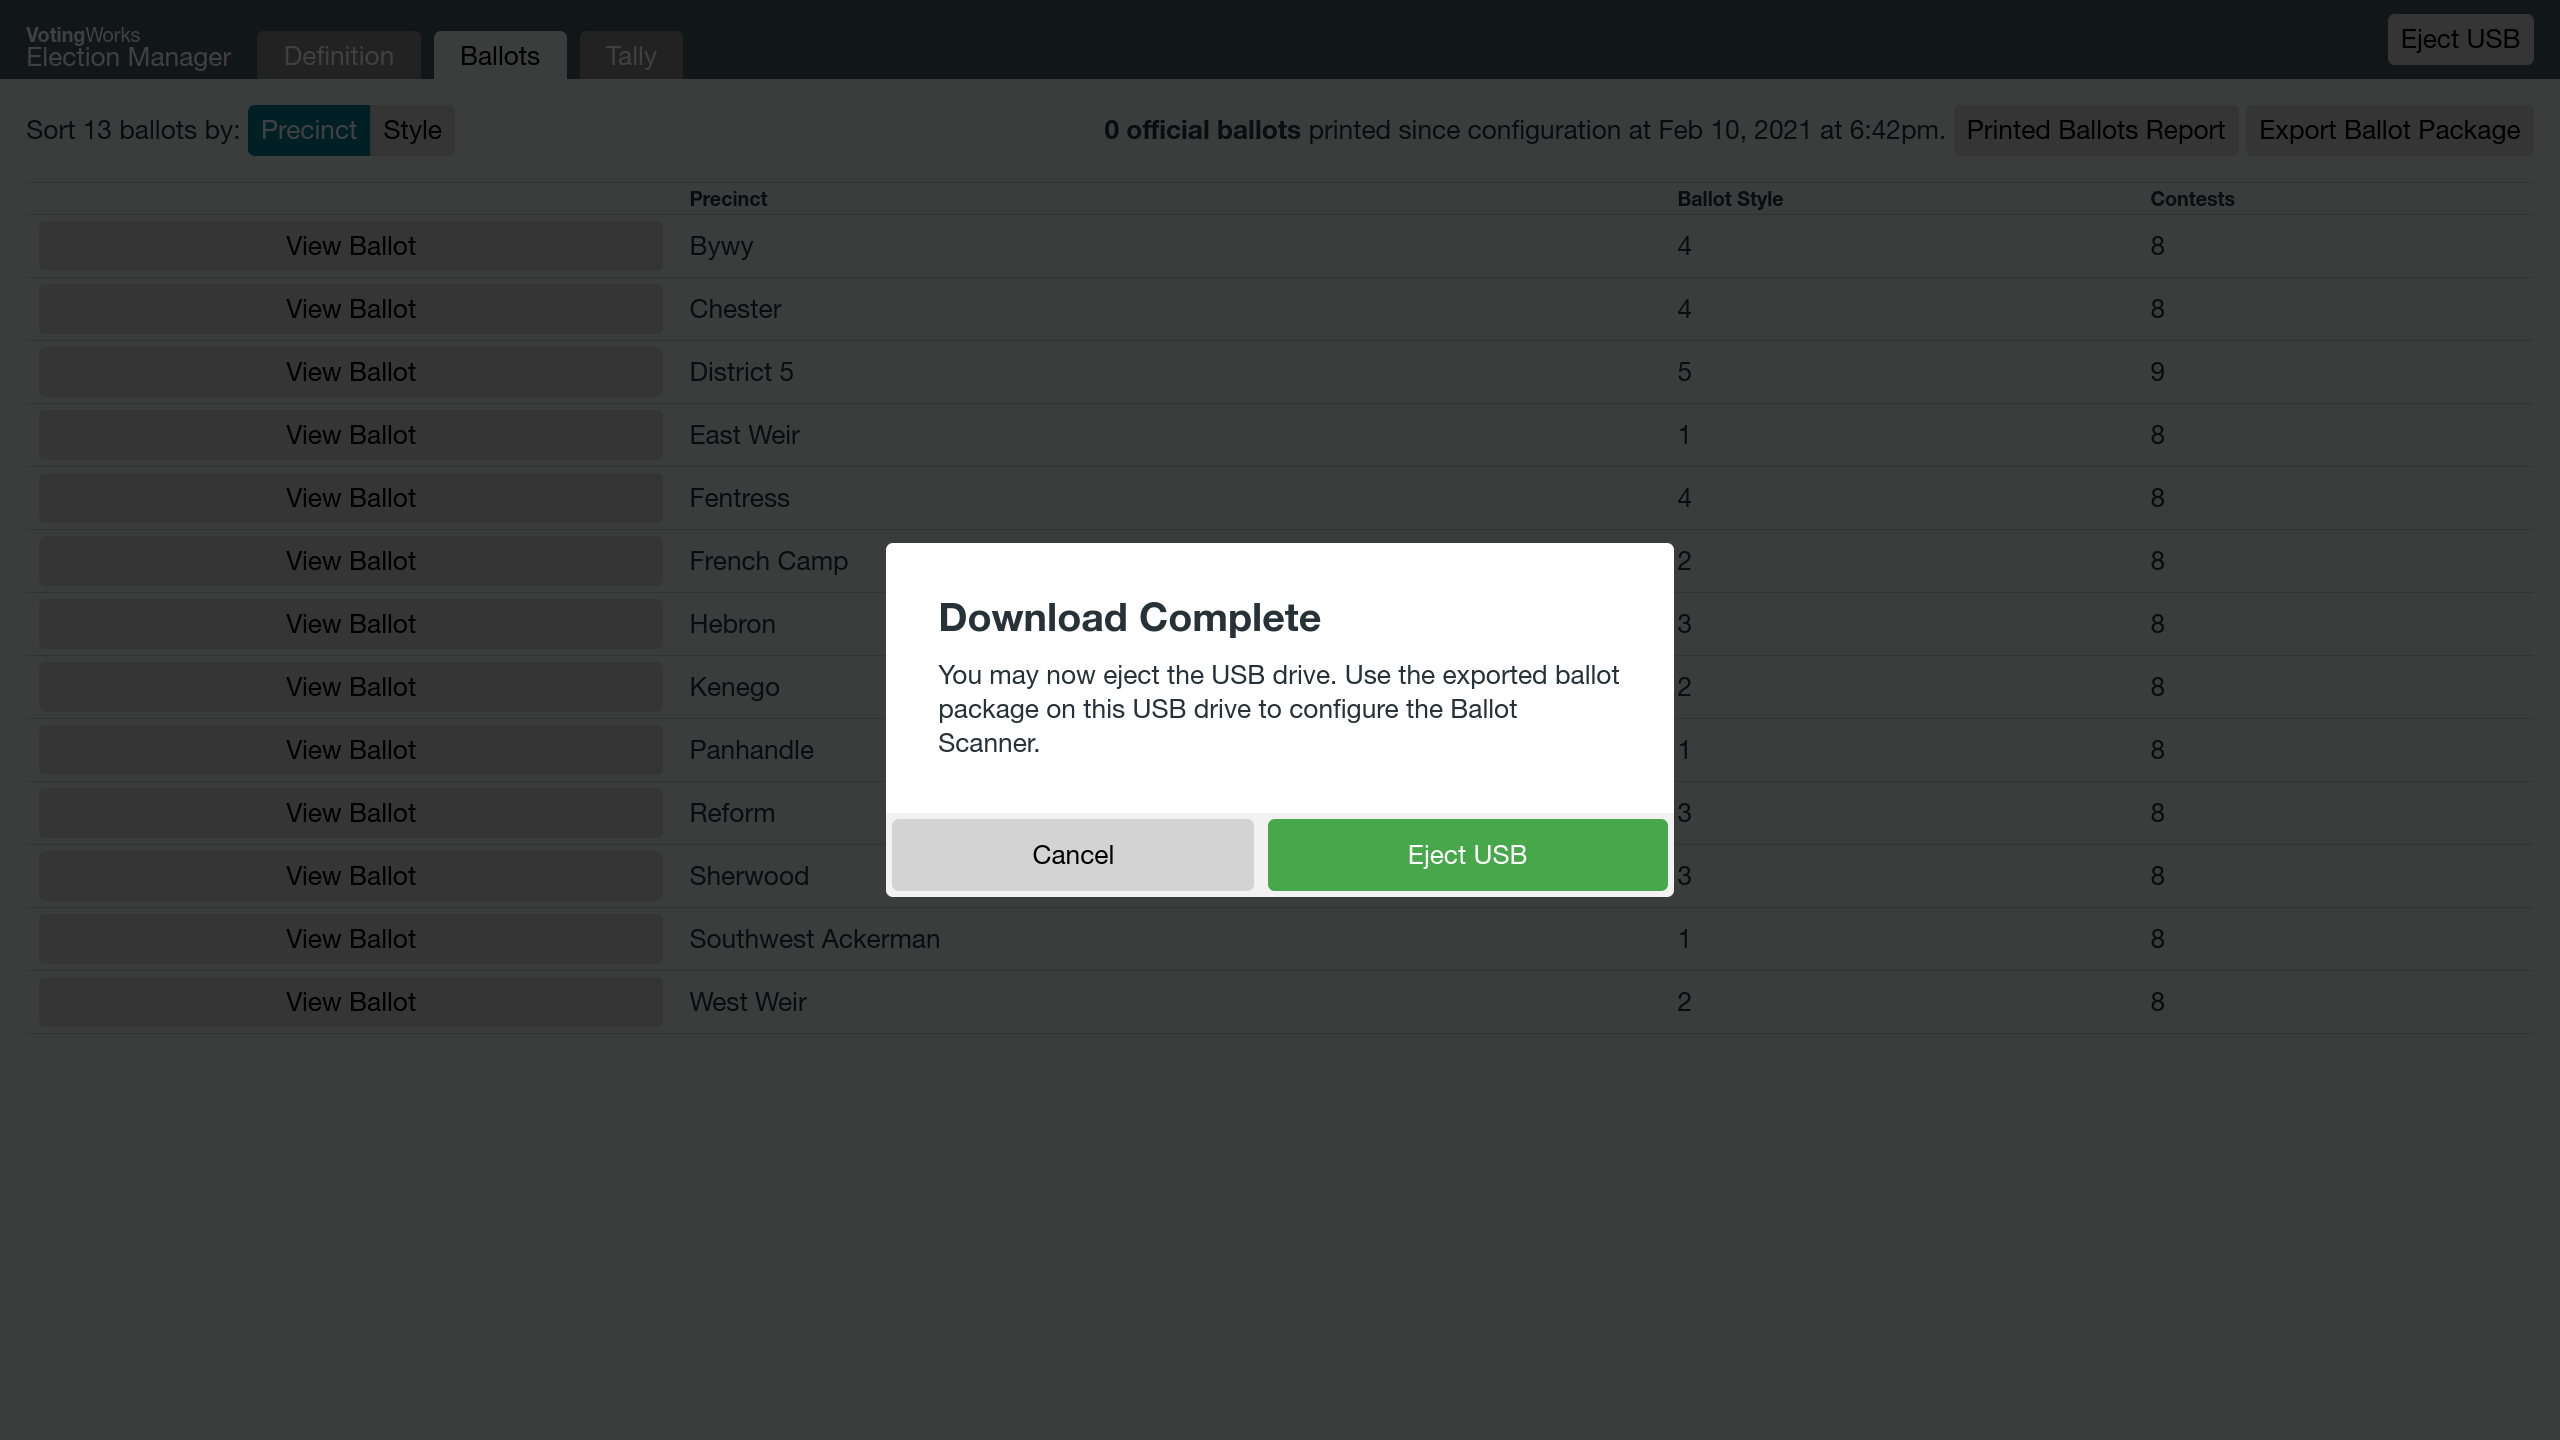 VotingWorks
Election Manager
Definition
Ballots
Tally
Eject USB
Sort 13 ballots by: Precinct Style
0 official ballots printed since configuration at Feb 10, 2021 at 6:42pm. Printed Ballots Report Export Ballot Package
Precinct Ballot Style Contests
View Ballot Bywy 4 8
View Ballot Chester 4 8
View Ballot District 5 5 9
View Ballot East Weir 1 8
View Ballot Fentress 4 8
View Ballot French Camp 2 8
View Ballot Hebron 3 8
View Ballot Kenego 2 8
View Ballot Panhandle 1 8
View Ballot Reform 3 8
View Ballot Sherwood 3 8
View Ballot Southwest Ackerman 1 8
View Ballot West Weir 2 8
Download Complete
You may now eject the USB drive. Use the exported ballot
package on this USB drive to configure the Ballot
Scanner.
Cancel
Eject USB